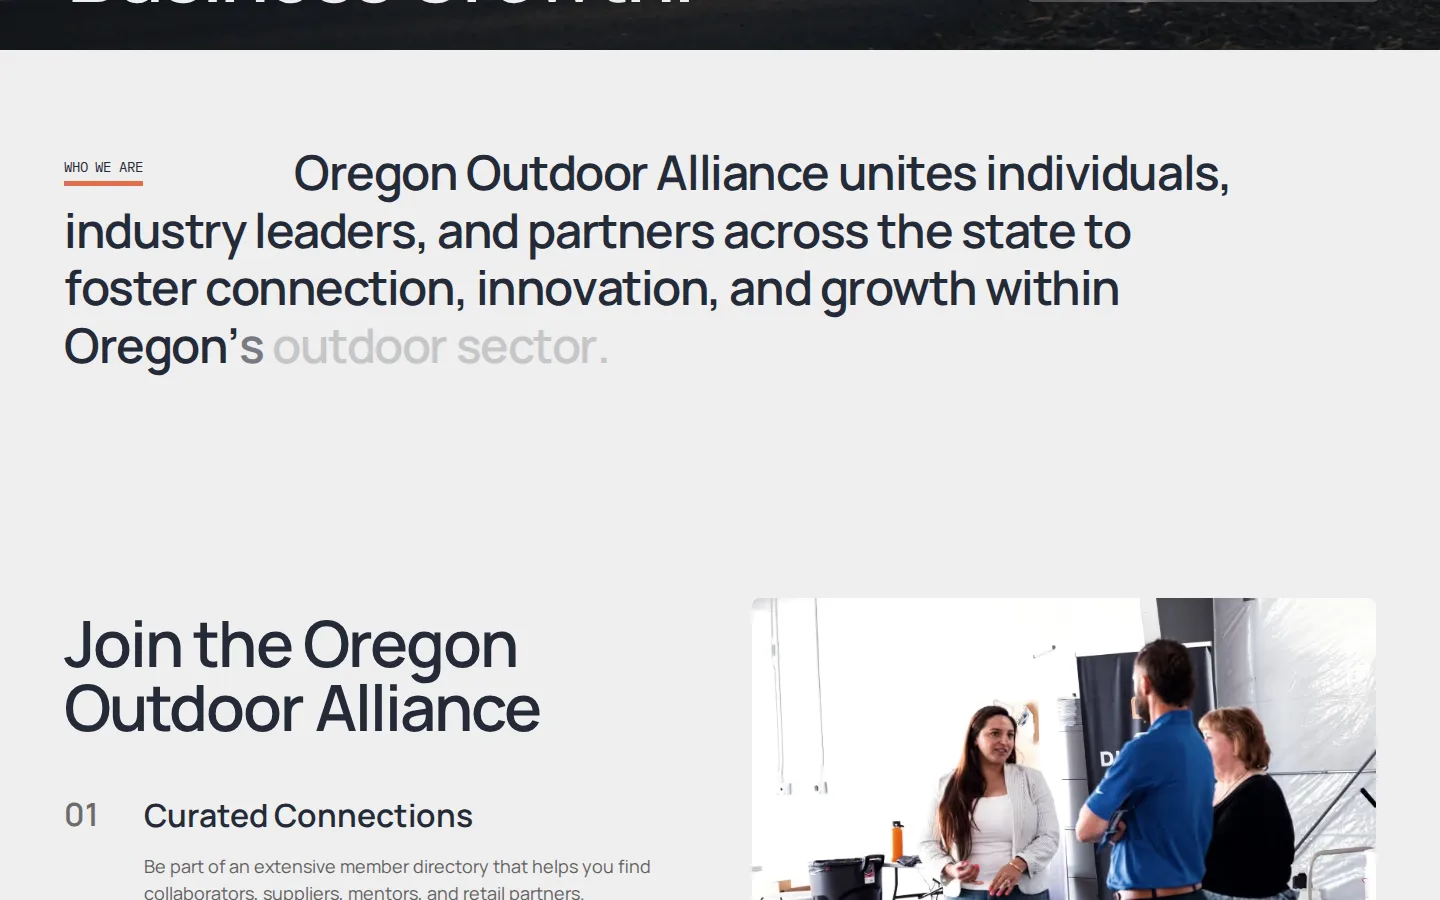 Business Growth.
WHO WE ARE
Oregon Outdoor Alliance unites individuals,
industry leaders, and partners across the state to
foster connection, innovation, and growth within
Oregon’s outdoor sector.
Join the Oregon
Outdoor Alliance
01
Curated Connections
Be part of an extensive member directory that helps you find
collaborators, suppliers, mentors, and retail partners.